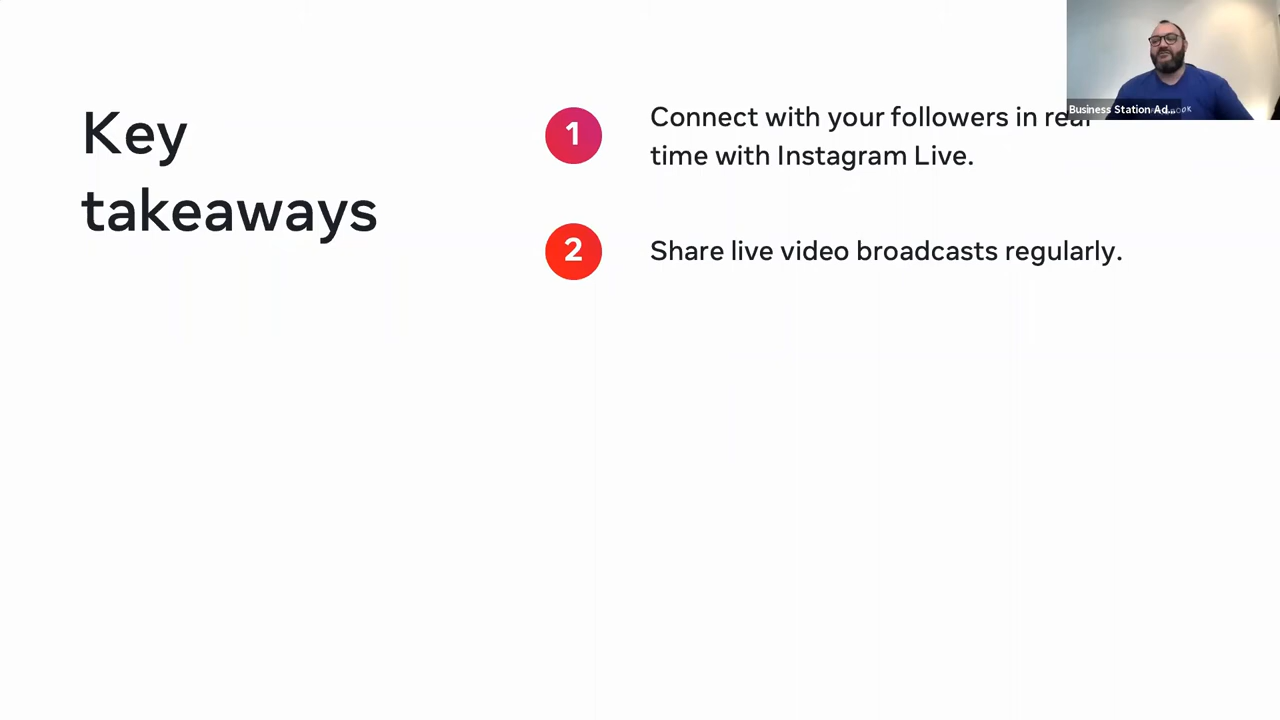 Key
takeaways
1
Connect with your followers in real
time with Instagram Live.
2
Share live video broadcasts regularly.
Business Station Ad...